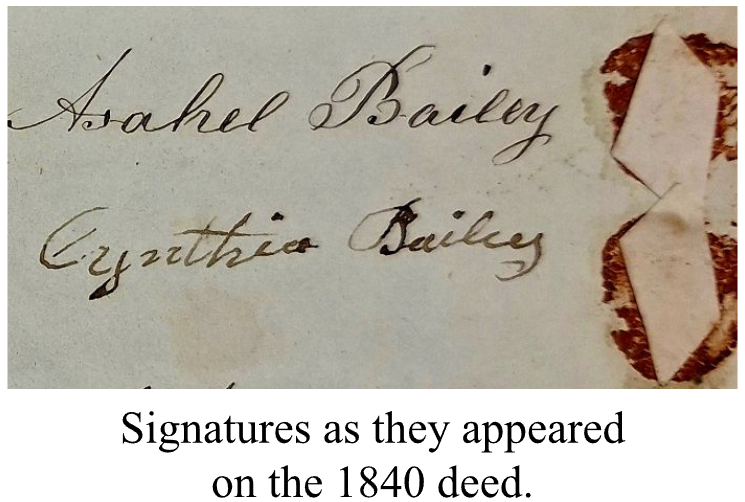 Asahel Bailey
Cynthia Bailey
Signatures as they appeared
on the 1840 deed.